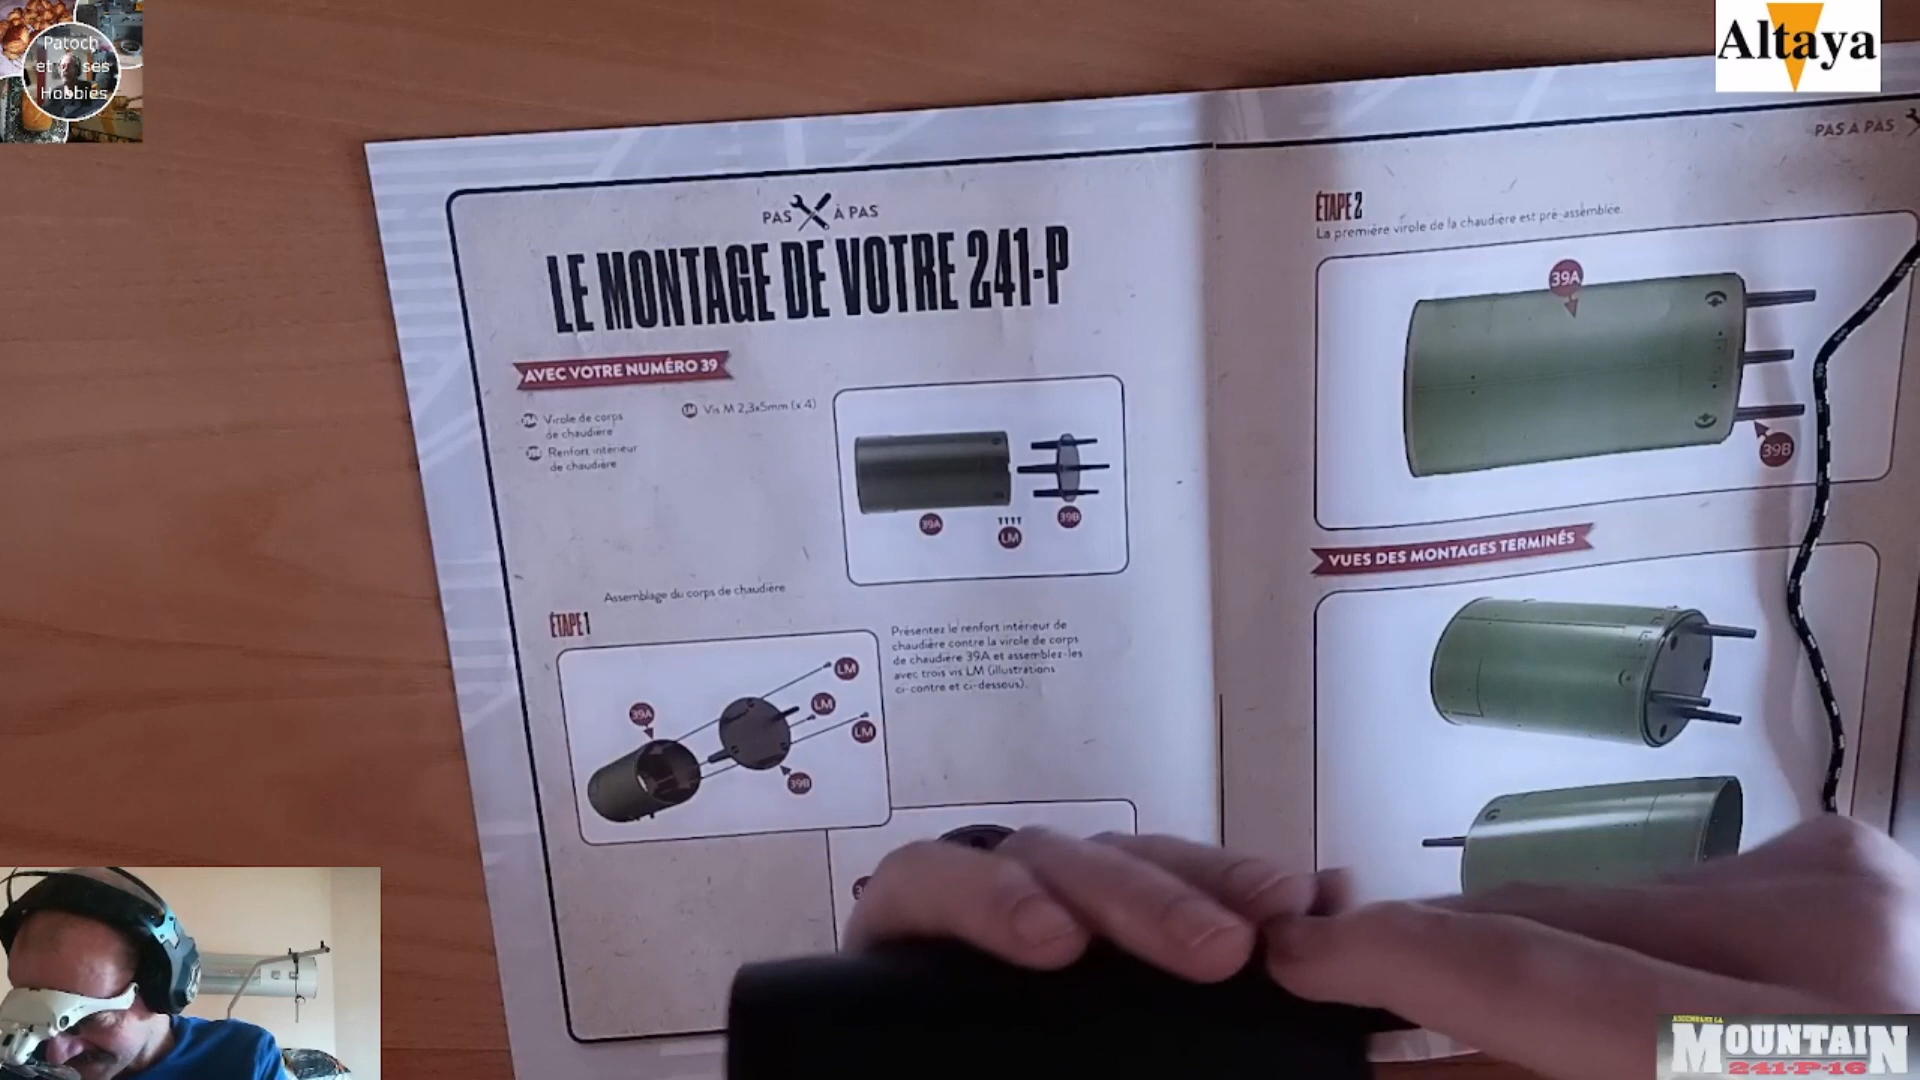 Patoch
et ses
Hobbies
Altaya
PAS À PAS
PAS À PAS
LE MONTAGE DE VOTRE 241-P
AVEC VOTRE NUMÉRO 39
Virole de corps
de chaudière
Renfort intérieur
de chaudière
LM Vis M 2,3x5mm (x 4)
39A
LM
39B
Assemblage du corps de chaudière
ÉTAPE 1
Présentez le renfort intérieur de
chaudière contre la virole de corps
de chaudière 39A et assemblez-les
avec trois vis LM (illustrations
ci-contre et ci-dessous).
LM
LM
LM
39A
39B
ÉTAPE 2
La première virole de la chaudière est pré-assemblée.
39A
39B
VUES DES MONTAGES TERMINÉS
ASSEMBLEZ LA
MOUNTAIN
241-P-16